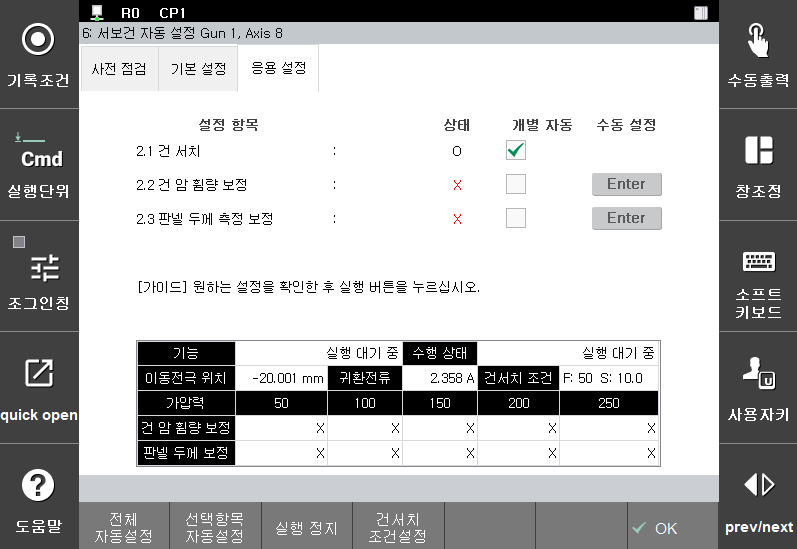 R0 CP1
6: 서보건 자동 설정 Gun 1, Axis 8
사전 점검 기본 설정 응용 설정
설정 항목 상태 개별 자동 수동 설정
2.1 건 서치 : O
2.2 건 암 휨량 보정 : X Enter
2.3 판넬 두께 측정 보정 : X Enter
[가이드] 원하는 설정을 확인한 후 실행 버튼을 누르십시오.
기능 실행 대기 중 수행 상태 실행 대기 중
이동전극 위치 -20.001 mm 귀환전류 2.358 A 건서치 조건 F: 50 S: 10.0
가압력 50 100 150 200 250
건 암 휨량 보정 X X X X X
판넬 두께 보정 X X X X X
기록조건
Cmd
실행단위
조그인칭
quick open
도움말
수동출력
창조정
소프트
키보드
사용자키
prev/next
전체
자동설정
선택항목
자동설정
실행 정지
건서치
조건설정
OK